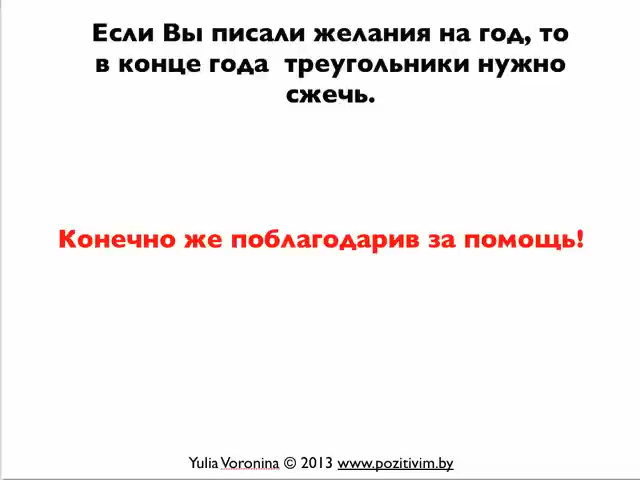 Если Вы писали желания на год, то
в конце года треугольники нужно
сжечь.
Конечно же поблагодарив за помощь!
Yulia Voronina © 2013 www.pozitivim.by